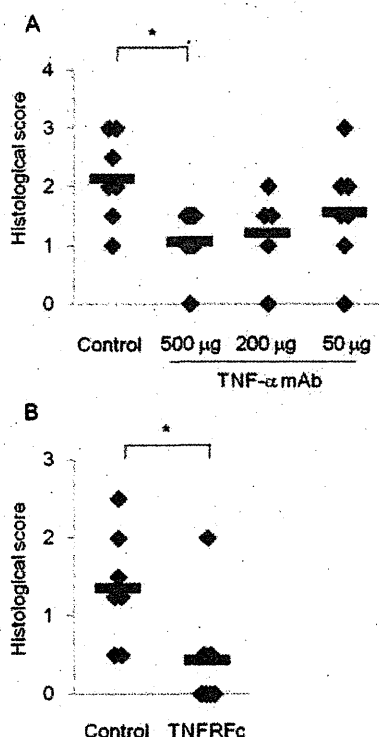 A
*
4
3
2
1
0
Histological score
Control 500 µg 200 µg 50 µg
TNF-α mAb
B
*
3
2
1
0
Histological score
Control TNFRFc